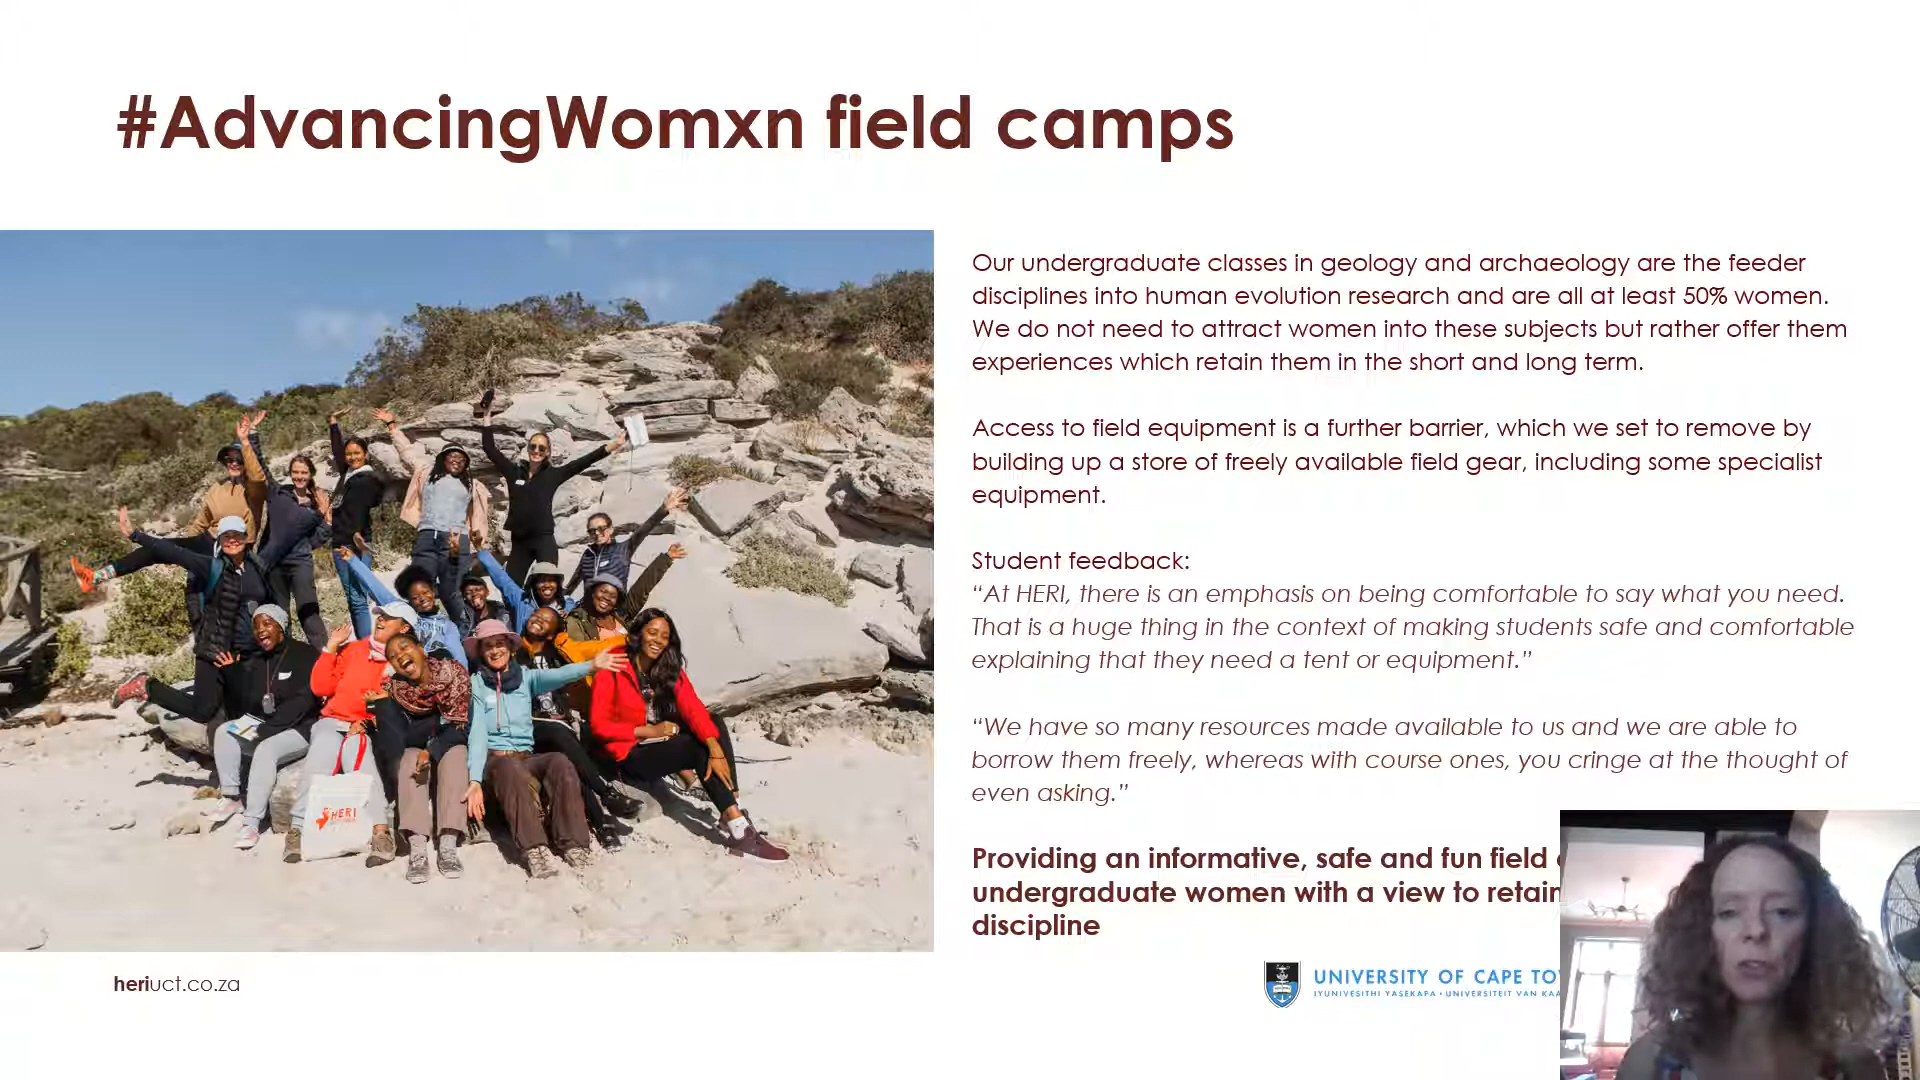 #AdvancingWomxn field camps
Our undergraduate classes in geology and archaeology are the feeder
disciplines into human evolution research and are all at least 50% women.
We do not need to attract women into these subjects but rather offer them
experiences which retain them in the short and long term.
Access to field equipment is a further barrier, which we set to remove by
building up a store of freely available field gear, including some specialist
equipment.
Student feedback:
“At HERI, there is an emphasis on being comfortable to say what you need.
That is a huge thing in the context of making students safe and comfortable
explaining that they need a tent or equipment.”
“We have so many resources made available to us and we are able to
borrow them freely, whereas with course ones, you cringe at the thought of
even asking.”
Providing an informative, safe and fun field
undergraduate women with a view to retain
discipline
HERI
heriuct.co.za
UNIVERSITY OF CAPE TO
IYUNIVESITHI YASEKAPA • UNIVERSITEIT VAN KAA